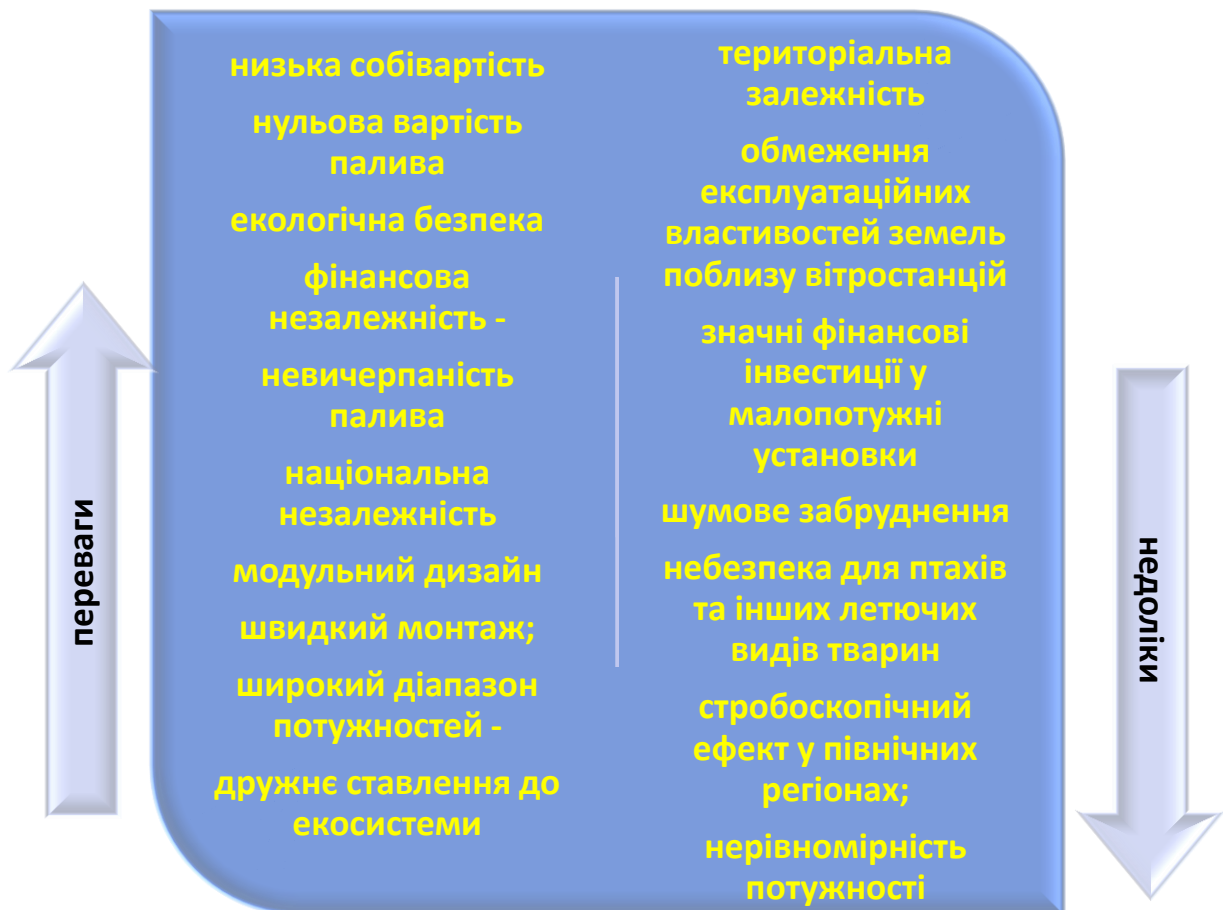 переваги
низька собівартість
нульова вартість
палива
екологічна безпека
фінансова
незалежність -
невичерпаність
палива
національна
незалежність
модульний дизайн
швидкий монтаж;
широкий діапазон
потужностей -
дружнє ставлення до
екосистеми
територіальна
залежність
обмеження
експлуатаційних
властивостей земель
поблизу вітростанцій
значні фінансові
інвестиції у
малопотужні
установки
шумове забруднення
небезпека для птахів
та інших летючих
видів тварин
стробоскопічний
ефект у північних
регіонах;
нерівномірність
потужності
недоліки